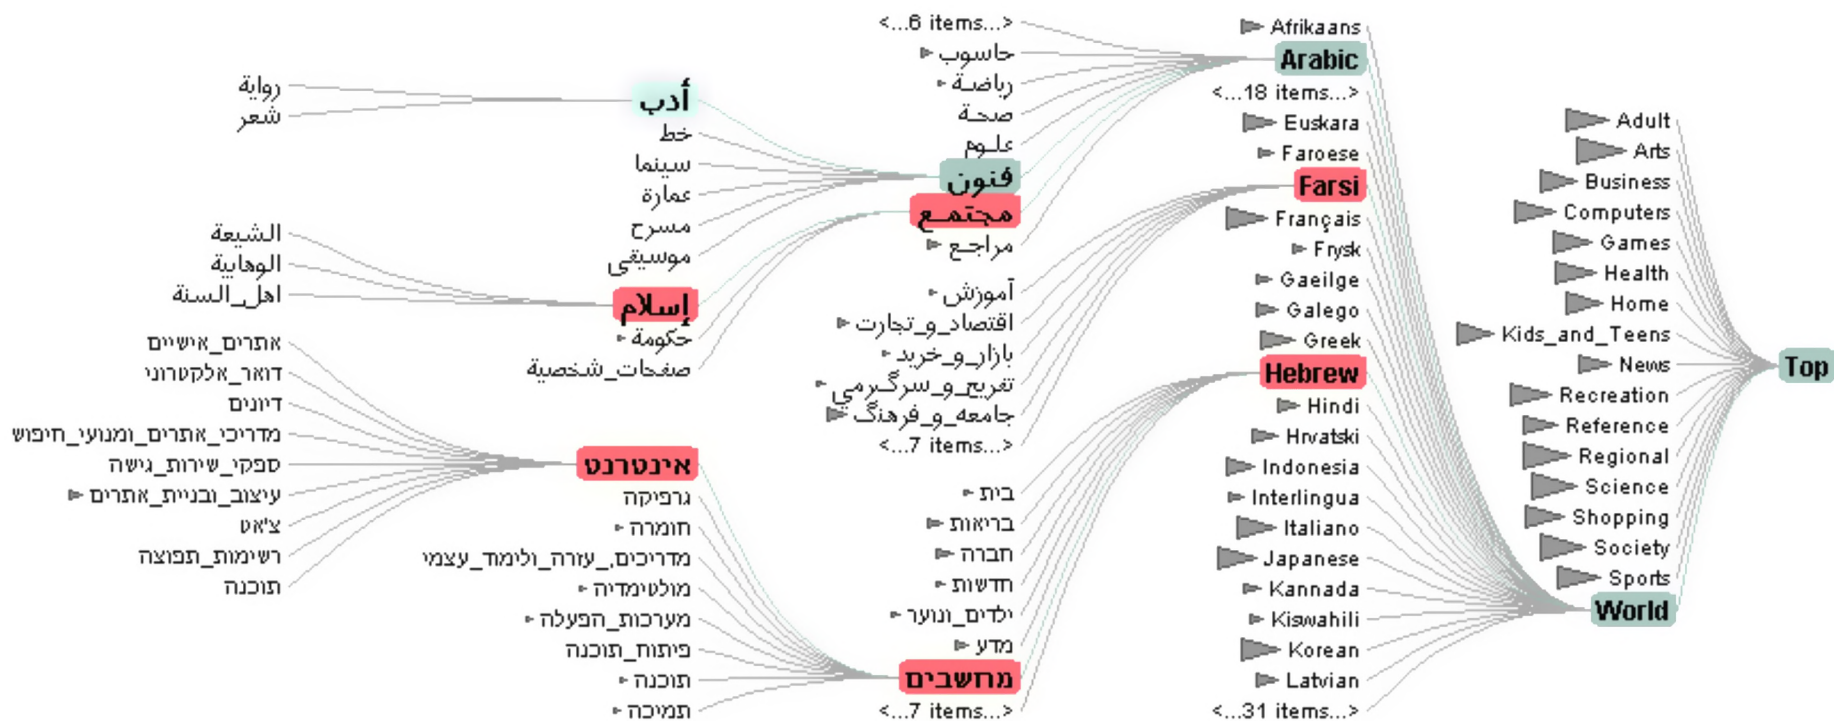 Top
Adult
Arts
Business
Computers
Games
Health
Home
Kids_and_Teens
News
Recreation
Reference
Regional
Science
Shopping
Society
Sports
World
Afrikaans
Arabic
<...18 items...>
Euskara
Faroese
Farsi
Français
Frysk
Gaeilge
Galego
Greek
Hebrew
Hindi
Hrvatski
Indonesia
Interlingua
Italiano
Japanese
Kannada
Kiswahili
Korean
Latvian
<...31 items...>
<...6 items...>
حاسوب
رياضة
صحة
علوم
فنون
مجتمع
مراجع
آموزش
اقتصاد_و_تجارت
بازار_و_خريد
تفريح_و_سرگرمي
جامعه_و_فرهنگ
<...7 items...>
בית
בריאות
חברה
חדשות
ילדים_ונוער
מדע
מחשבים
<...7 items...>
أدب
خط
سينما
عمارة
مسرح
موسيقى
إسلام
حكومة
صفحات_شخصية
אינטרנט
גרפיקה
חומרה
מדריכים,_עזרה_ולימוד_עצמי
מולטימדיה
מערכות_הפעלה
פיתוח_תוכנה
תוכנה
תמיכה
رواية
شعر
الشيعة
الوهابية
اهل_السنة
אתרים_אישיים
דואר_אלקטרוני
דיונים
מדריכי_אתרים_ומנועי_חיפוש
ספקי_שירות_גישה
עיצוב_ובניית_אתרים
צ'אט
רשימות_תפוצה
תוכנה